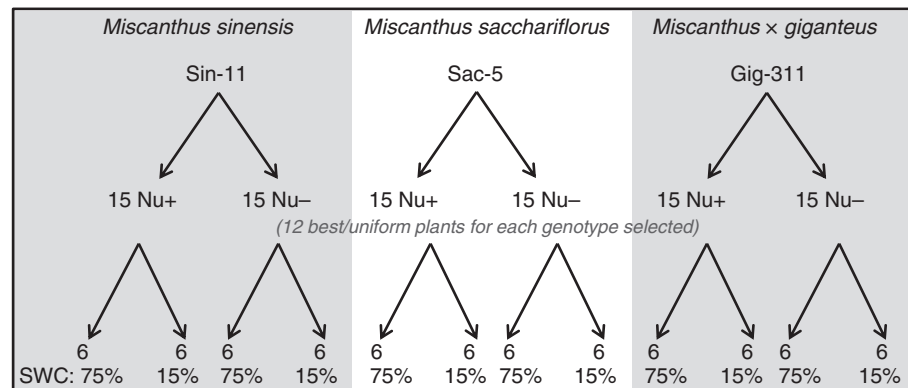 Miscanthus sinensis Miscanthus sacchariflorus Miscanthus × giganteus
Sin-11 Sac-5 Gig-311
15 Nu+ 15 Nu– 15 Nu+ 15 Nu– 15 Nu+ 15 Nu–
(12 best/uniform plants for each genotype selected)
6 6 6 6 6 6 6 6 6 6 6 6
SWC: 75% 15% 75% 15% 75% 15% 75% 15% 75% 15% 75% 15%